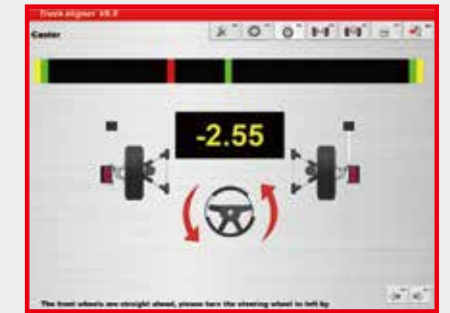 Truck aligner V8.0
Caster
-2.55
The front wheels are straight ahead, please turn the steering wheel to left by